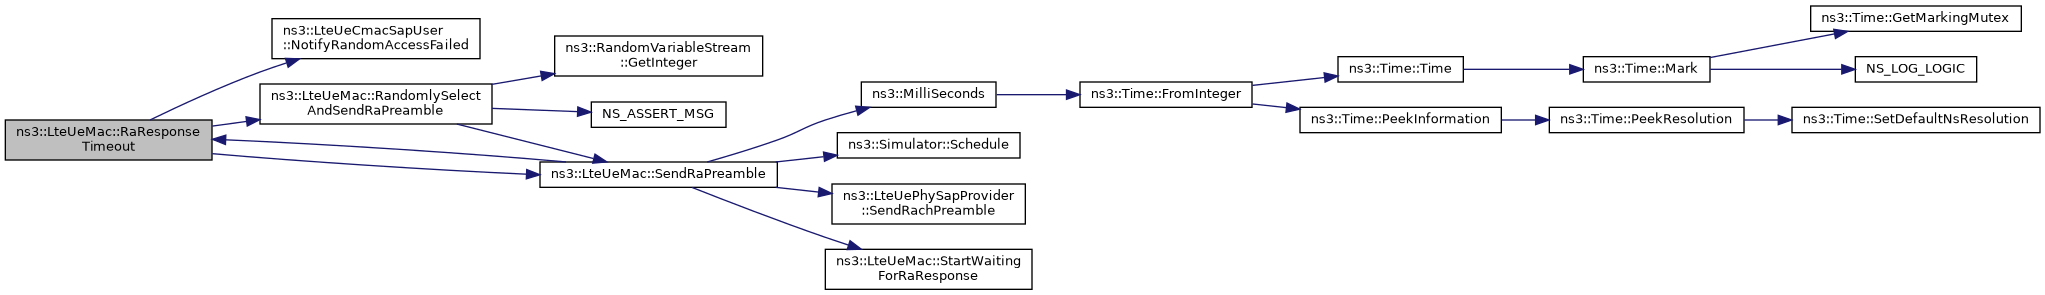 ns3::LteUeMac::RaResponse
Timeout
ns3::LteUeCmacSapUser
::NotifyRandomAccessFailed
ns3::LteUeMac::RandomlySelect
AndSendRaPreamble
ns3::RandomVariableStream
::GetInteger
NS_ASSERT_MSG
ns3::LteUeMac::SendRaPreamble
ns3::MilliSeconds
ns3::Simulator::Schedule
ns3::LteUePhySapProvider
::SendRachPreamble
ns3::LteUeMac::StartWaiting
ForRaResponse
ns3::Time::FromInteger
ns3::Time::Time
ns3::Time::PeekInformation
ns3::Time::Mark
ns3::Time::PeekResolution
ns3::Time::GetMarkingMutex
NS_LOG_LOGIC
ns3::Time::SetDefaultNsResolution